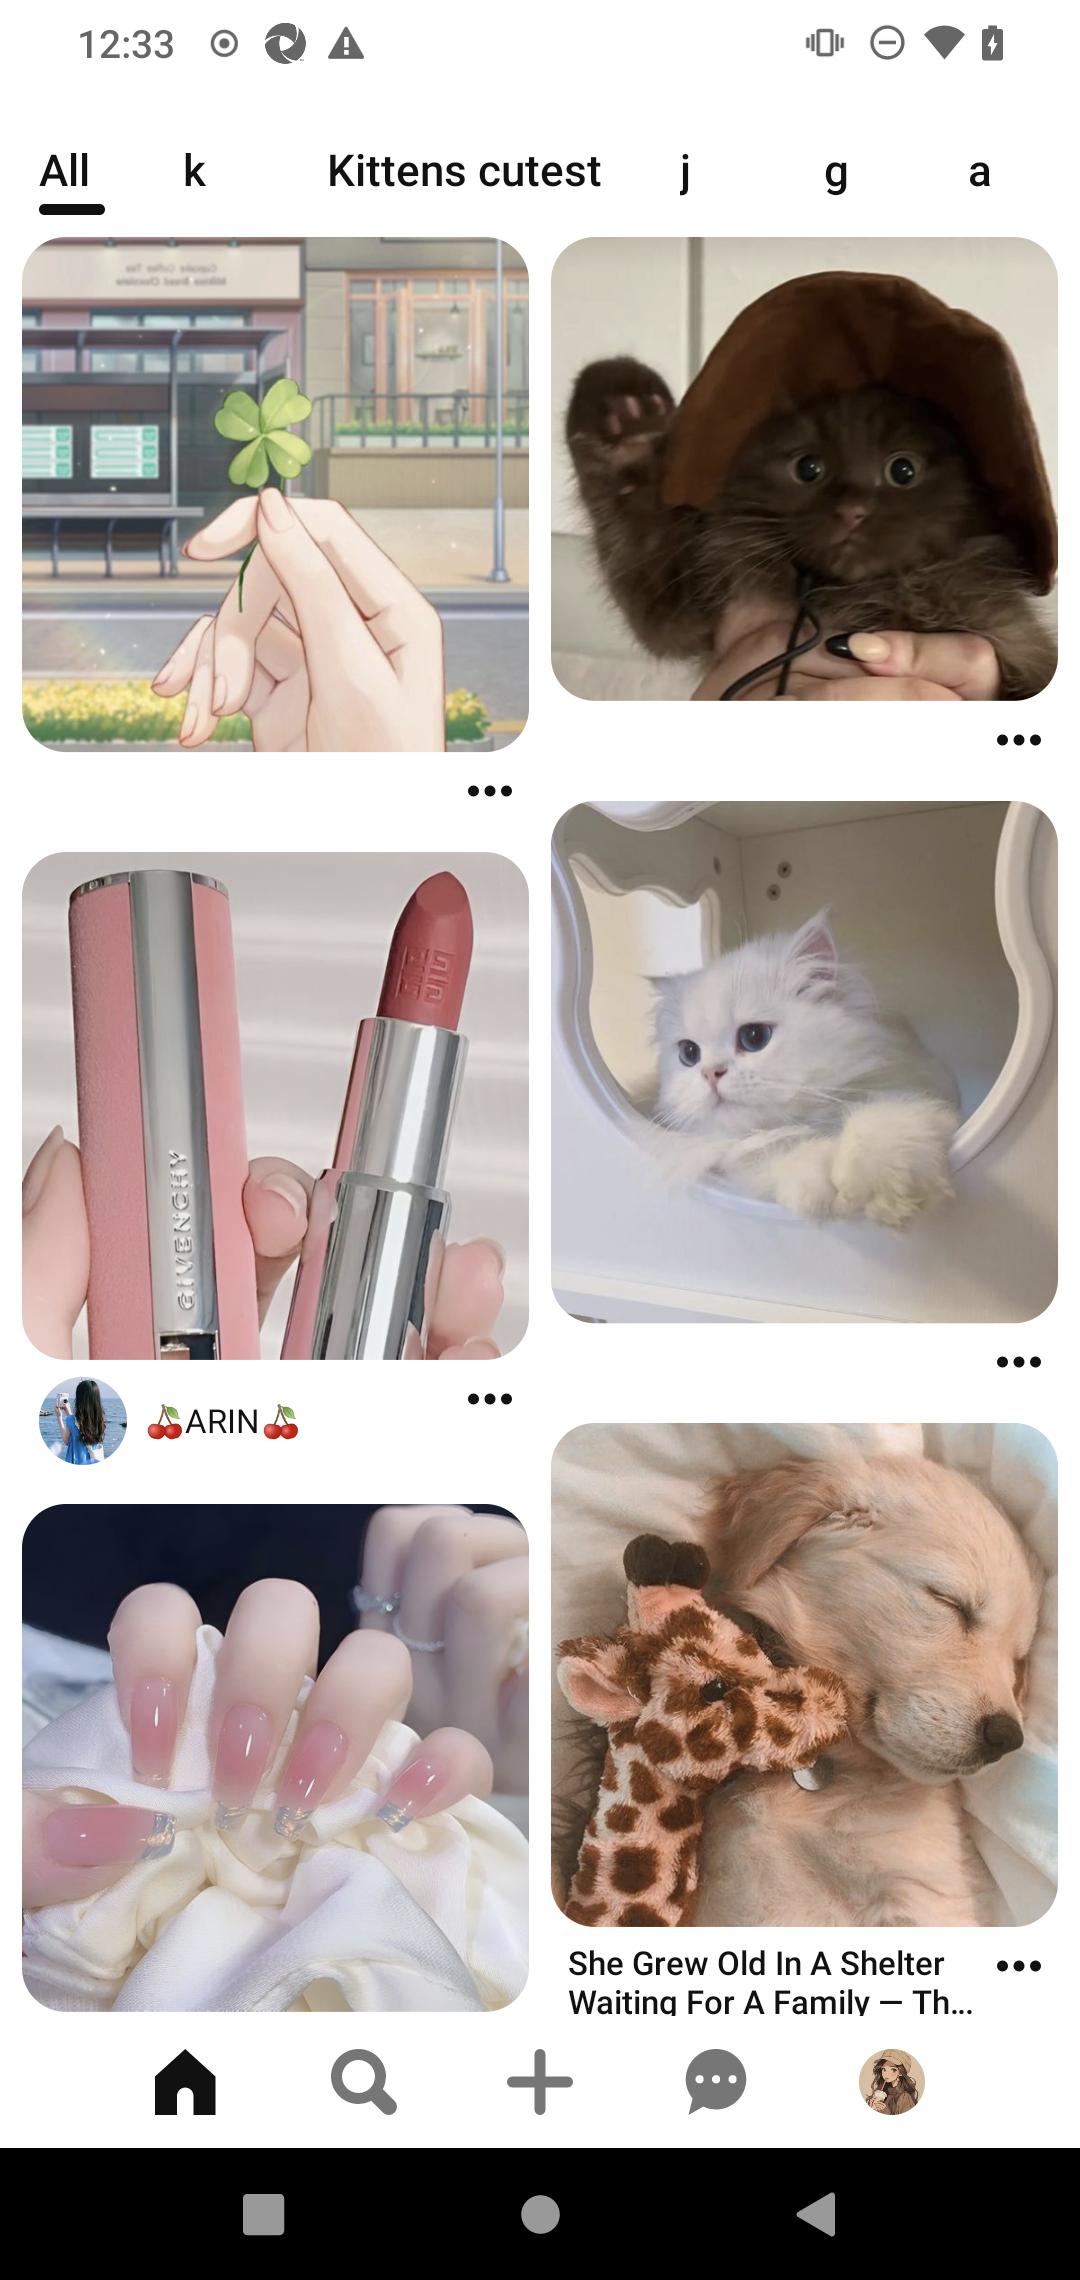 12:33
All k Kittens cutest j g a
GIVENCHY
🍒ARIN🍒
She Grew Old In A Shelter
Waiting For A Family — Th...